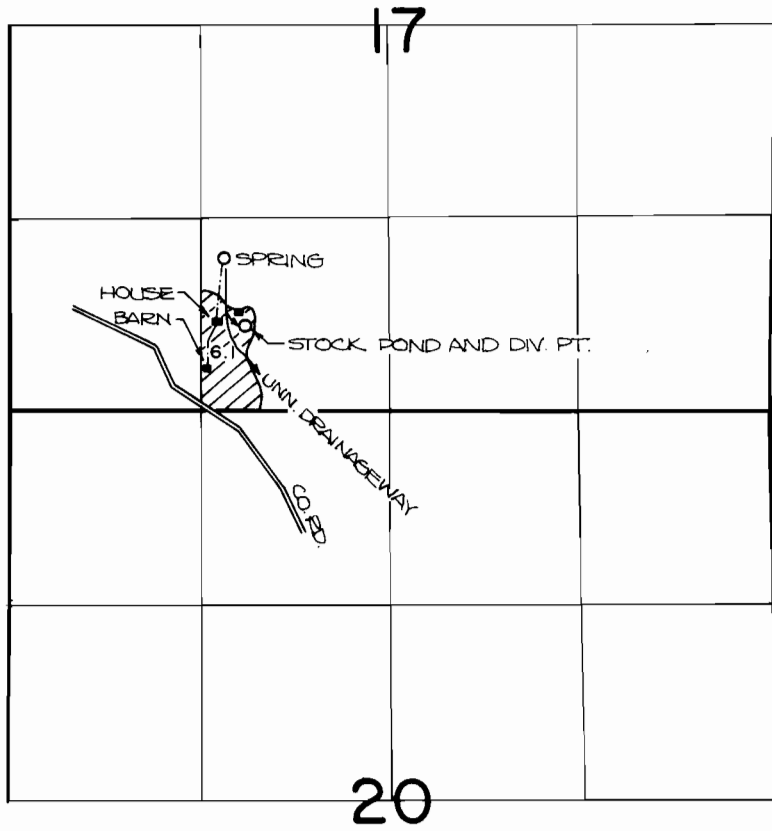 17
SPRING
HOUSE
BARN
STOCK POND AND DIV. PT.
6.1
UNN. DRAINAGEWAY
CO. RD.
20